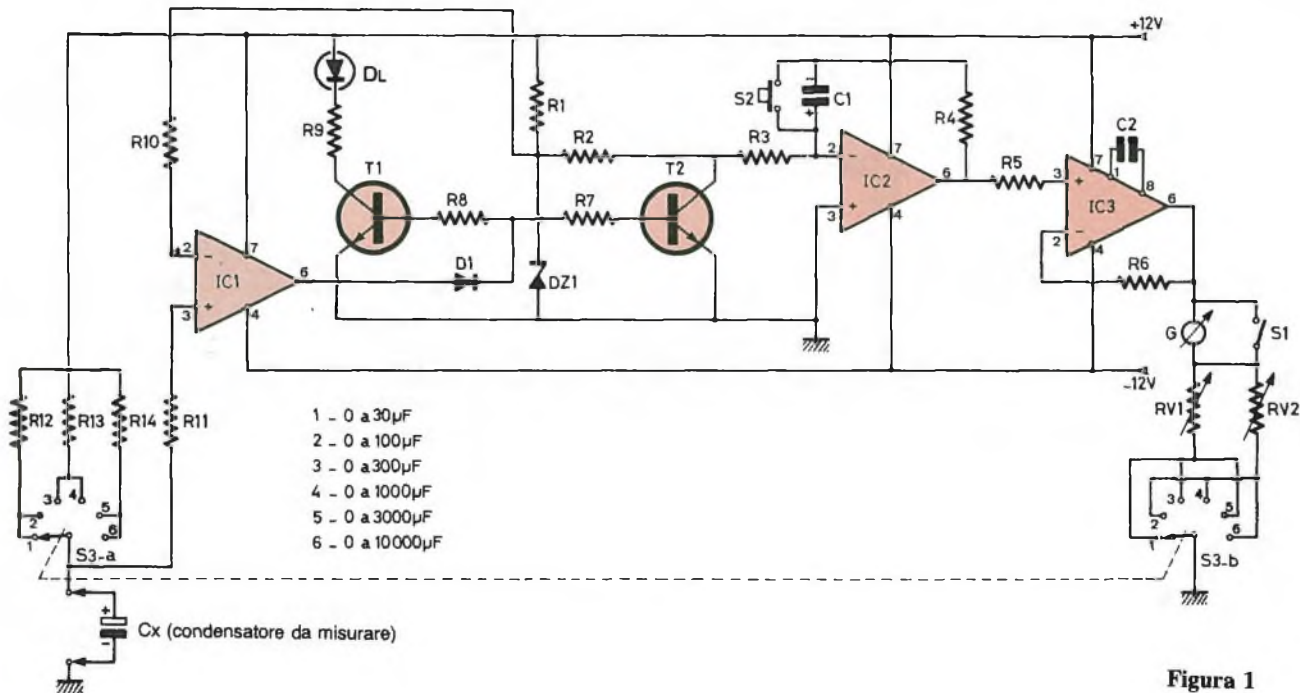 +12V
DL
R1
S2
C1
R4
C2
R10
R9
R2
R3
T1
T2
2
7
6
R5
3
7
1
8
6
R8
R7
IC2
IC3
3
4
2
4
2
7
IC1
6
D1
DZ1
R6
3
4
G
S1
-12V
R12
R13
R14
R11
RV1
RV2
1 - 0 a 30µF
2 - 0 a 100µF
3 - 0 a 300µF
4 - 0 a 1000µF
5 - 0 a 3000µF
6 - 0 a 10000µF
3
4
2
5
1
6
S3-a
3
4
2
5
1
6
S3-b
+
-
Cx (condensatore da misurare)
Figura 1